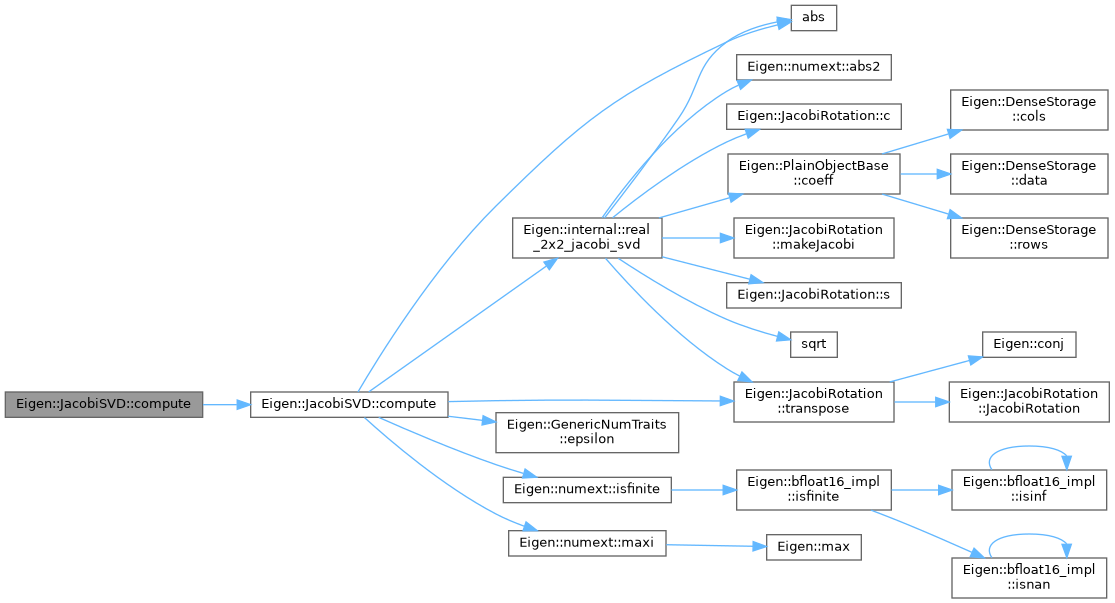 Eigen::JacobiSVD::compute
Eigen::JacobiSVD::compute
abs
Eigen::internal::real
_2x2_jacobi_svd
Eigen::numext::abs2
Eigen::JacobiRotation::c
Eigen::PlainObjectBase
::coeff
Eigen::DenseStorage
::cols
Eigen::DenseStorage
::data
Eigen::DenseStorage
::rows
Eigen::JacobiRotation
::makeJacobi
Eigen::JacobiRotation::s
sqrt
Eigen::JacobiRotation
::transpose
Eigen::conj
Eigen::JacobiRotation
::JacobiRotation
Eigen::GenericNumTraits
::epsilon
Eigen::numext::isfinite
Eigen::bfloat16_impl
::isfinite
Eigen::bfloat16_impl
::isinf
Eigen::bfloat16_impl
::isnan
Eigen::numext::maxi
Eigen::max